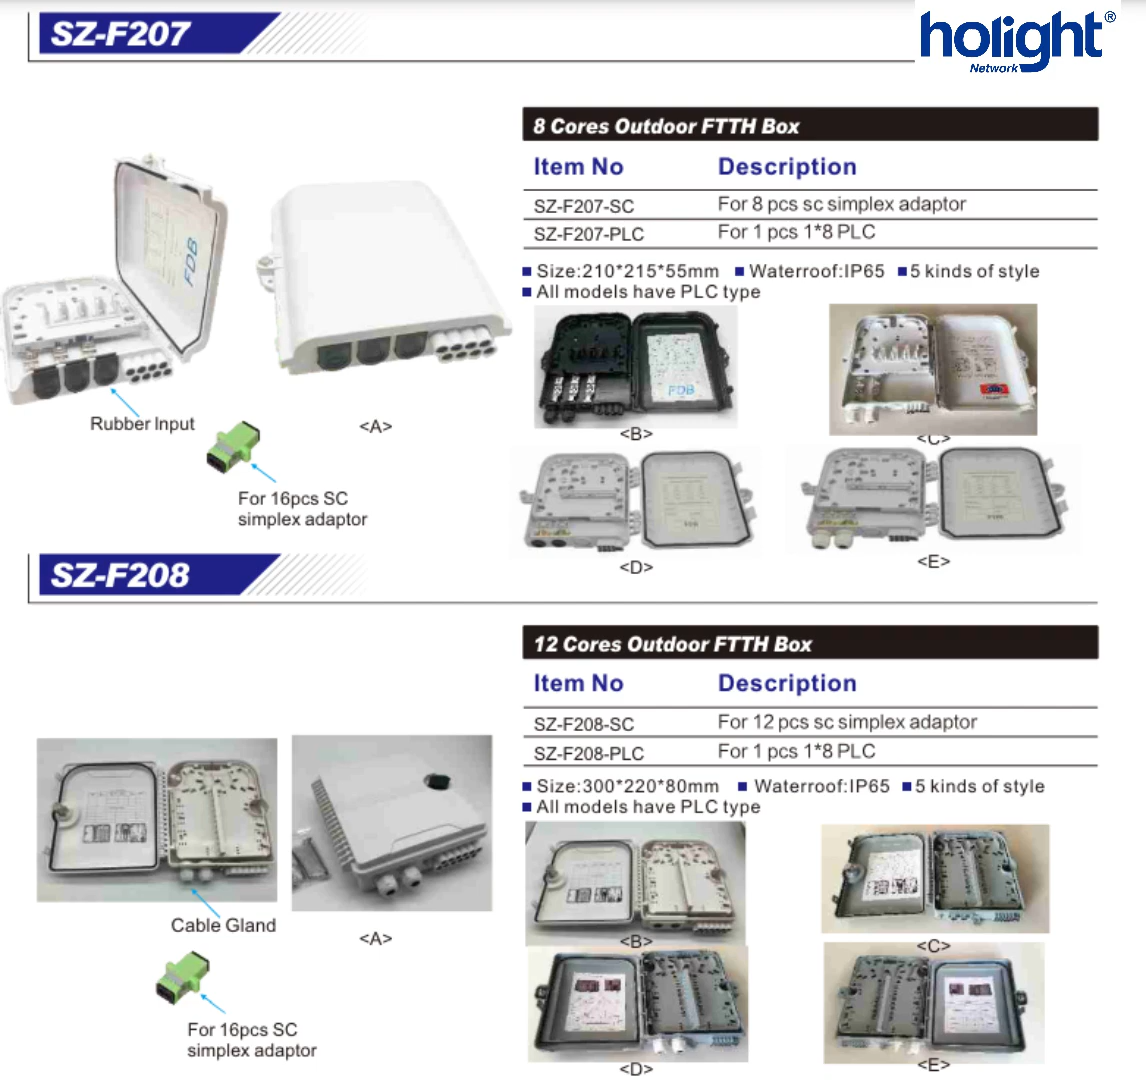 SZ-F207
holight®
Network
8 Cores Outdoor FTTH Box
Item No Description
SZ-F207-SC For 8 pcs sc simplex adaptor
SZ-F207-PLC For 1 pcs 1*8 PLC
Size:210*215*55mm Waterroof:IP65 5 kinds of style
All models have PLC type
FDB
Rubber Input
<A>
For 16pcs SC
simplex adaptor
FDB
<B>
<C>
<D>
<E>
SZ-F208
12 Cores Outdoor FTTH Box
Item No Description
SZ-F208-SC For 12 pcs sc simplex adaptor
SZ-F208-PLC For 1 pcs 1*8 PLC
Size:300*220*80mm Waterroof:IP65 5 kinds of style
All models have PLC type
Cable Gland
<A>
For 16pcs SC
simplex adaptor
<B>
<C>
<D>
<E>